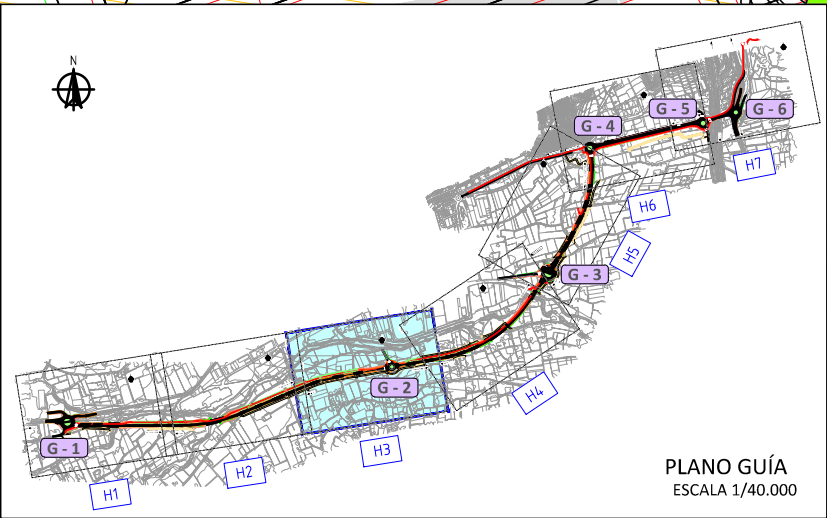 N
G - 5
G - 6
G - 4
H7
H6
H5
G - 3
G - 2
H4
G - 1
H3
H2
H1
PLANO GUÍA
ESCALA 1/40.000